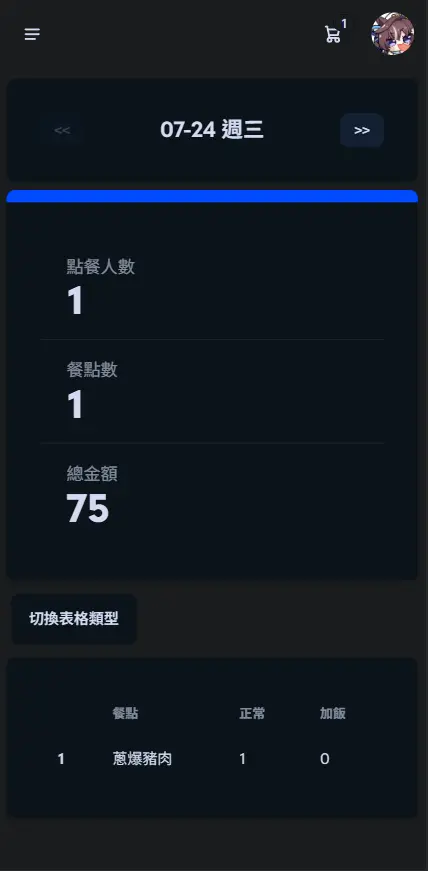 1
<< 07-24 週三 >>
點餐人數
1
餐點數
1
總金額
75
切換表格類型
餐點 正常 加飯
1 蔥爆豬肉 1 0